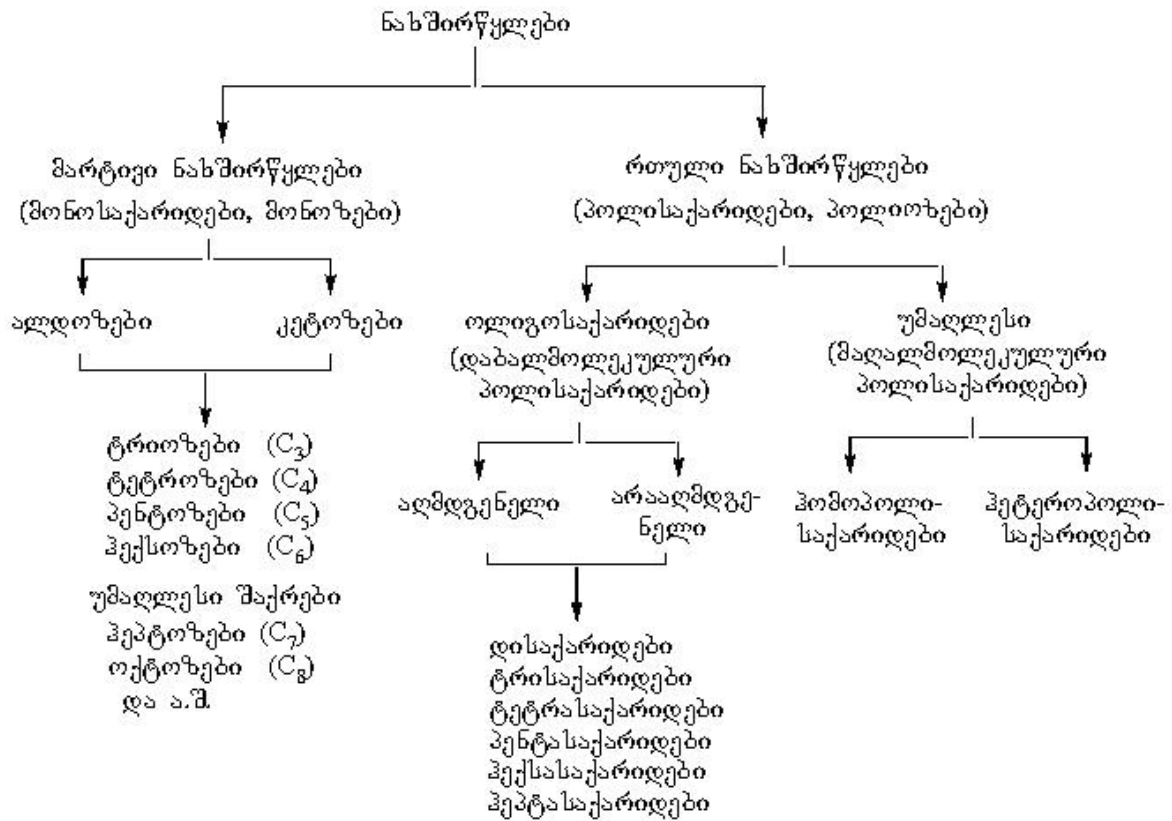 ნახშირწყლები
მარტივი ნახშირწყლები
(მონოსაქარიდები, მონოზები)
ალდოზები
კეტოზები
ტრიოზები (C₃)
ტეტროზები (C₄)
პენტოზები (C₅)
ჰექსოზები (C₆)
უმაღლესი შაქრები
ჰეპტოზები (C₇)
ოქტოზები (C₈)
და ა.შ.
რთული ნახშირწყლები
(პოლისაქარიდები, პოლიოზები)
ოლიგოსაქარიდები
(დაბალმოლეკულური
პოლისაქარიდები)
აღმდგენელი
არააღმდგე-
ნელი
დისაქარიდები
ტრისაქარიდები
ტეტრასაქარიდები
პენტასაქარიდები
ჰექსასაქარიდები
ჰეპტასაქარიდები
უმაღლესი
(მაღალმოლეკულური
პოლისაქარიდები)
ჰომოპოლი-
საქარიდები
ჰეტეროპოლი-
საქარიდები